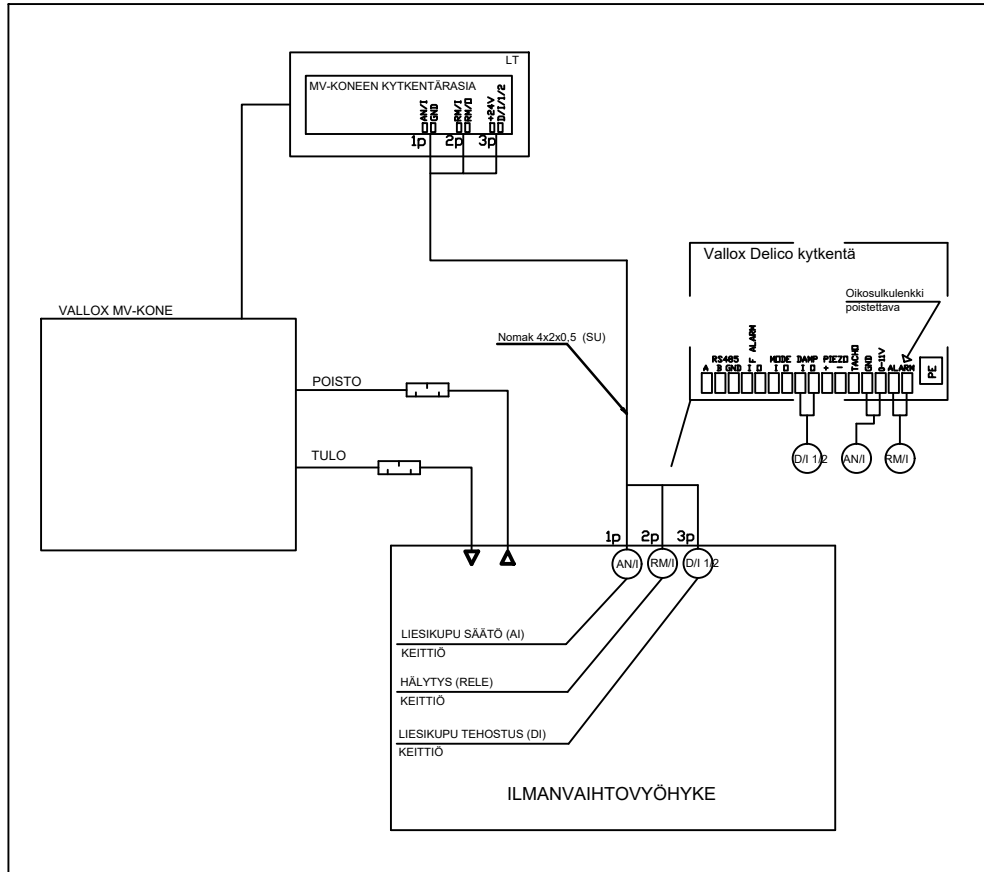 LT
MV-KONEEN KYTKENTÄRASIA
AN/I
GND
RM/I
RM/O
+24V
D/I/1/2
1p 2p 3p
Vallox Delico kytkentä
Oikosulkulenkki
poistettava
VALLOX MV-KONE
Nomak 4x2x0,5 (SU)
RS485 IF ALARM MODE DAMP PIEZO TACHO GND 0-11V ALARM PE
A B GND I O I O I O + -
POISTO
TULO
D/I 1/2 AN/I RM/I
1p 2p 3p
AN/I RM/I D/I 1/2
LIESIKUPU SÄÄTÖ (AI)
KEITTIÖ
HÄLYTYS (RELE)
KEITTIÖ
LIESIKUPU TEHOSTUS (DI)
KEITTIÖ
ILMANVAIHTOVYÖHYKE